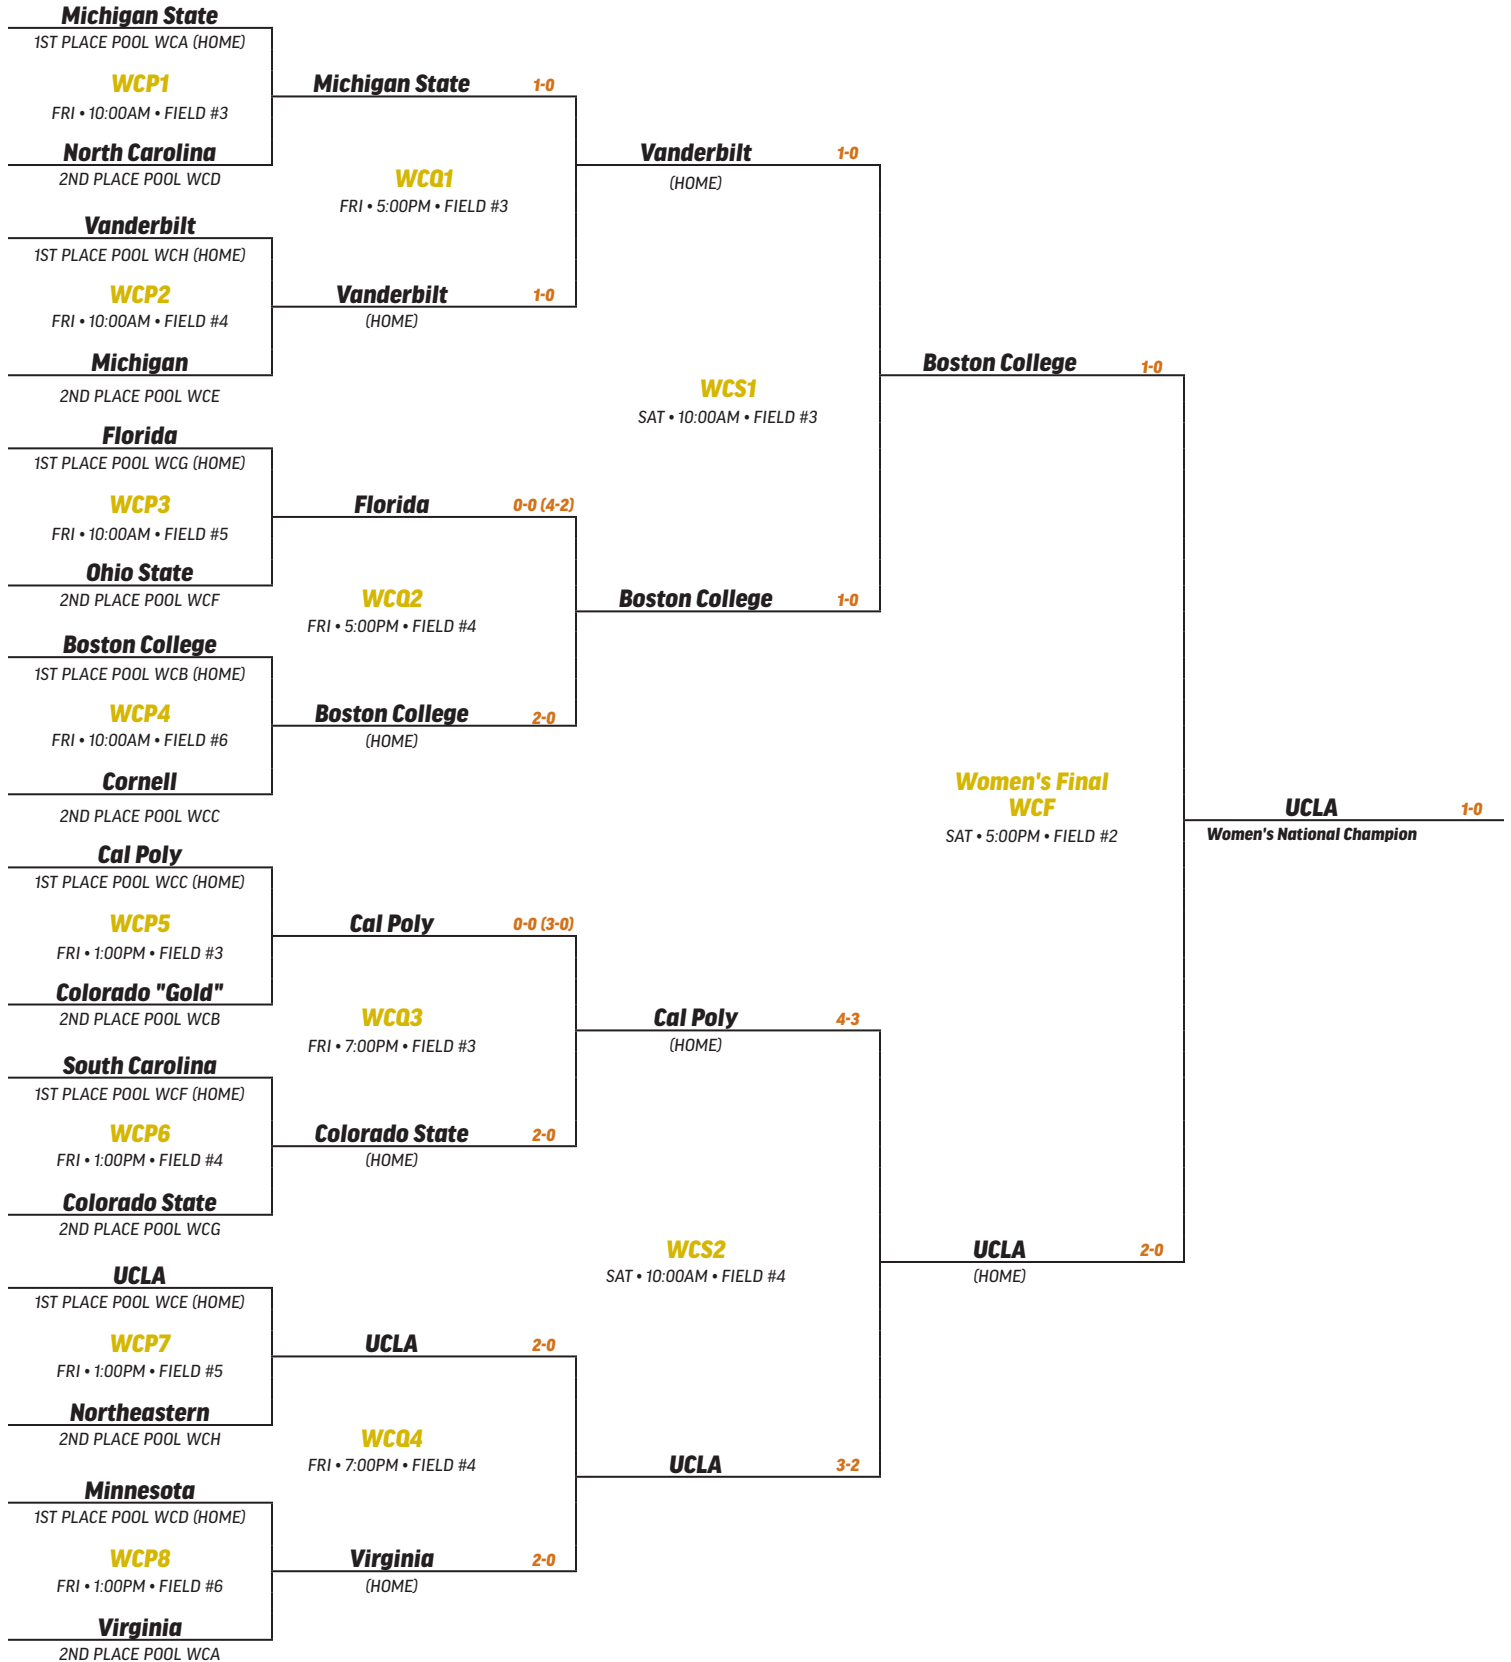 Michigan State
1ST PLACE POOL WCA (HOME)
WCP1
FRI • 10:00AM • FIELD #3
North Carolina
2ND PLACE POOL WCD
Vanderbilt
1ST PLACE POOL WCH (HOME)
WCP2
FRI • 10:00AM • FIELD #4
Michigan
2ND PLACE POOL WCE
Florida
1ST PLACE POOL WCG (HOME)
WCP3
FRI • 10:00AM • FIELD #5
Ohio State
2ND PLACE POOL WCF
Boston College
1ST PLACE POOL WCB (HOME)
WCP4
FRI • 10:00AM • FIELD #6
Cornell
2ND PLACE POOL WCC
Cal Poly
1ST PLACE POOL WCC (HOME)
WCP5
FRI • 1:00PM • FIELD #3
Colorado "Gold"
2ND PLACE POOL WCB
South Carolina
1ST PLACE POOL WCF (HOME)
WCP6
FRI • 1:00PM • FIELD #4
Colorado State
2ND PLACE POOL WCG
UCLA
1ST PLACE POOL WCE (HOME)
WCP7
FRI • 1:00PM • FIELD #5
Northeastern
2ND PLACE POOL WCH
Minnesota
1ST PLACE POOL WCD (HOME)
WCP8
FRI • 1:00PM • FIELD #6
Virginia
2ND PLACE POOL WCA
Michigan State 1-0
WCQ1
FRI • 5:00PM • FIELD #3
Vanderbilt 1-0
(HOME)
Florida 0-0 (4-2)
WCQ2
FRI • 5:00PM • FIELD #4
Boston College 2-0
(HOME)
Cal Poly 0-0 (3-0)
WCQ3
FRI • 7:00PM • FIELD #3
Colorado State 2-0
(HOME)
UCLA 2-0
WCQ4
FRI • 7:00PM • FIELD #4
Virginia 2-0
(HOME)
Vanderbilt 1-0
(HOME)
WCS1
SAT • 10:00AM • FIELD #3
Boston College 1-0
Cal Poly 4-3
(HOME)
WCS2
SAT • 10:00AM • FIELD #4
UCLA 3-2
Boston College 1-0
Women's Final
WCF
SAT • 5:00PM • FIELD #2
UCLA 2-0
(HOME)
UCLA 1-0
Women's National Champion